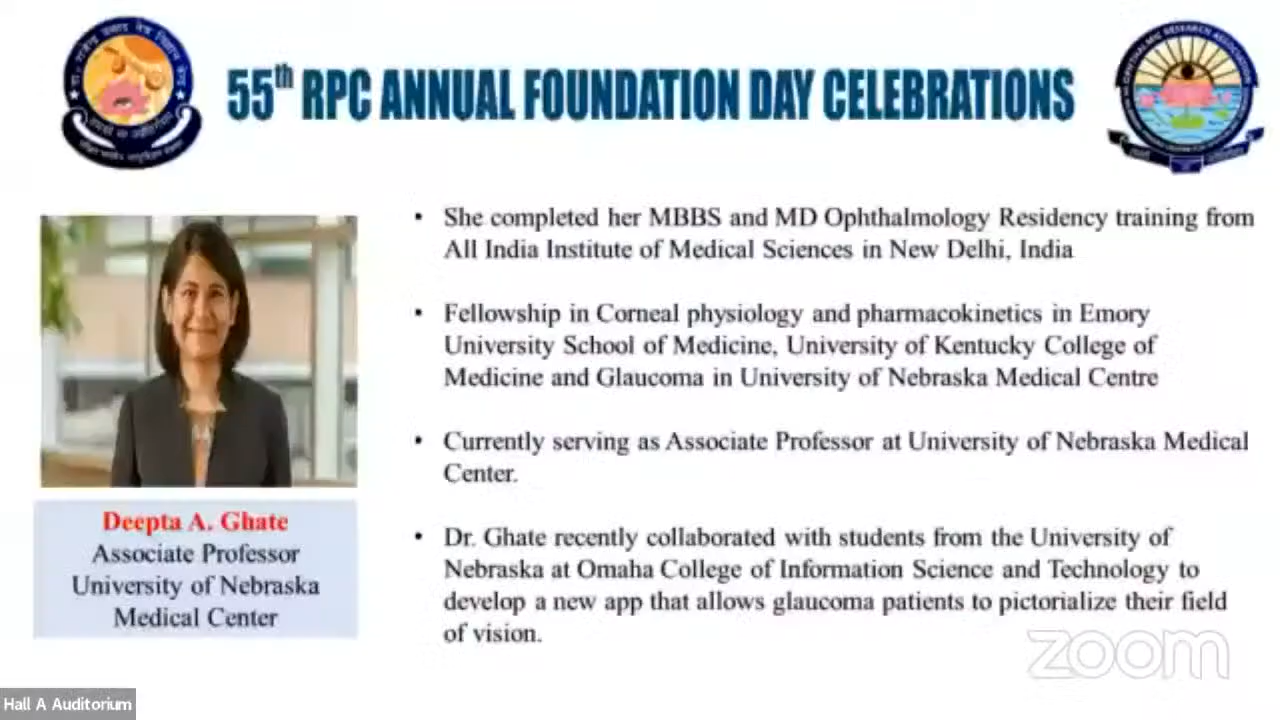 55th RPC ANNUAL FOUNDATION DAY CELEBRATIONS
• She completed her MBBS and MD Ophthalmology Residency training from
All India Institute of Medical Sciences in New Delhi, India
• Fellowship in Corneal physiology and pharmacokinetics in Emory
University School of Medicine, University of Kentucky College of
Medicine and Glaucoma in University of Nebraska Medical Centre
• Currently serving as Associate Professor at University of Nebraska Medical
Center.
• Dr. Ghate recently collaborated with students from the University of
Nebraska at Omaha College of Information Science and Technology to
develop a new app that allows glaucoma patients to pictorialize their field
of vision.
Deepta A. Ghate
Associate Professor
University of Nebraska
Medical Center
zoom
Hall A Auditorium